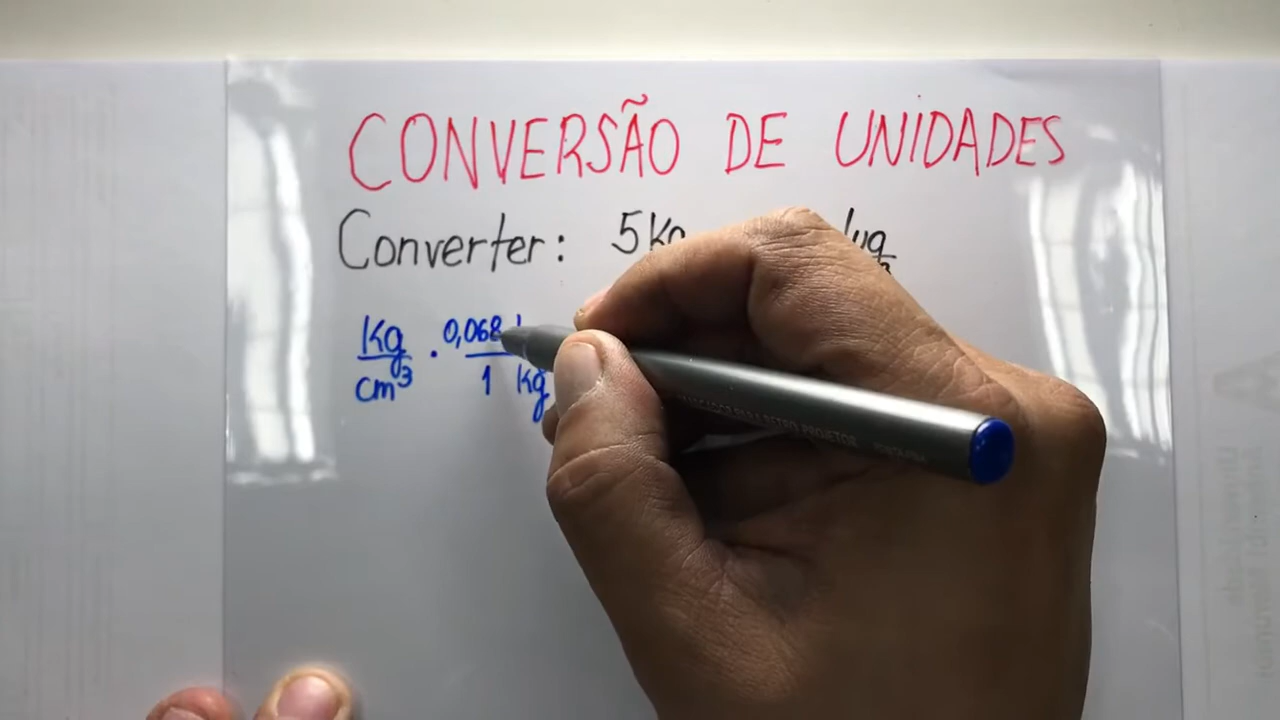 CONVERSÃO DE UNIDADES
Converter: 5Kg
Kg . 0,068
cm³ 1 Kg